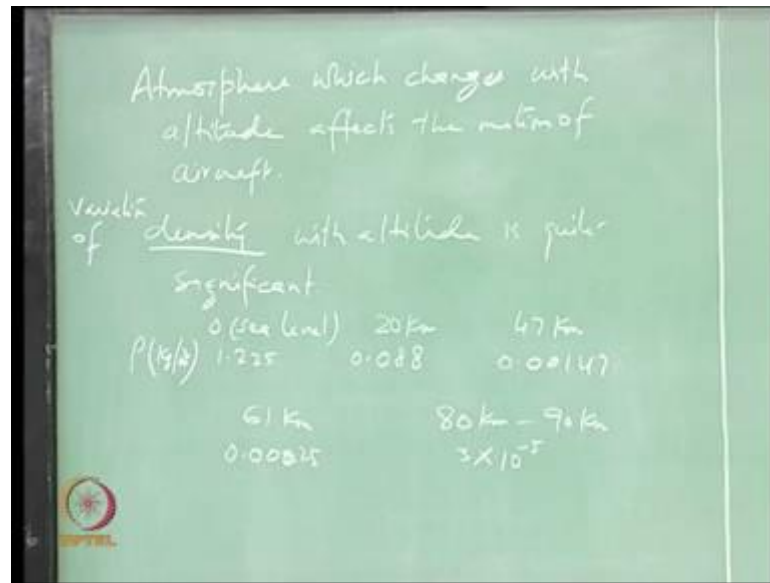 Atmosphere which changes with
altitude affects the motion of
aircraft.
Variation
of density with altitude is quite
significant.
0 (sea level) 20 km 47 km
ρ (kg/m³) 1.225 0.088 0.00147
61 km 80 km - 90 km
0.00025 3 × 10⁻⁵
NPTEL